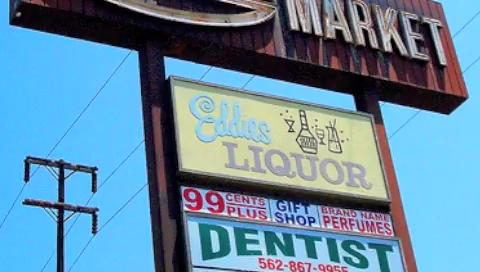 MARKET
Eddies
LIQUOR
99 CENTS PLUS GIFT SHOP BRAND NAME PERFUMES
DENTIST
562-867-9955